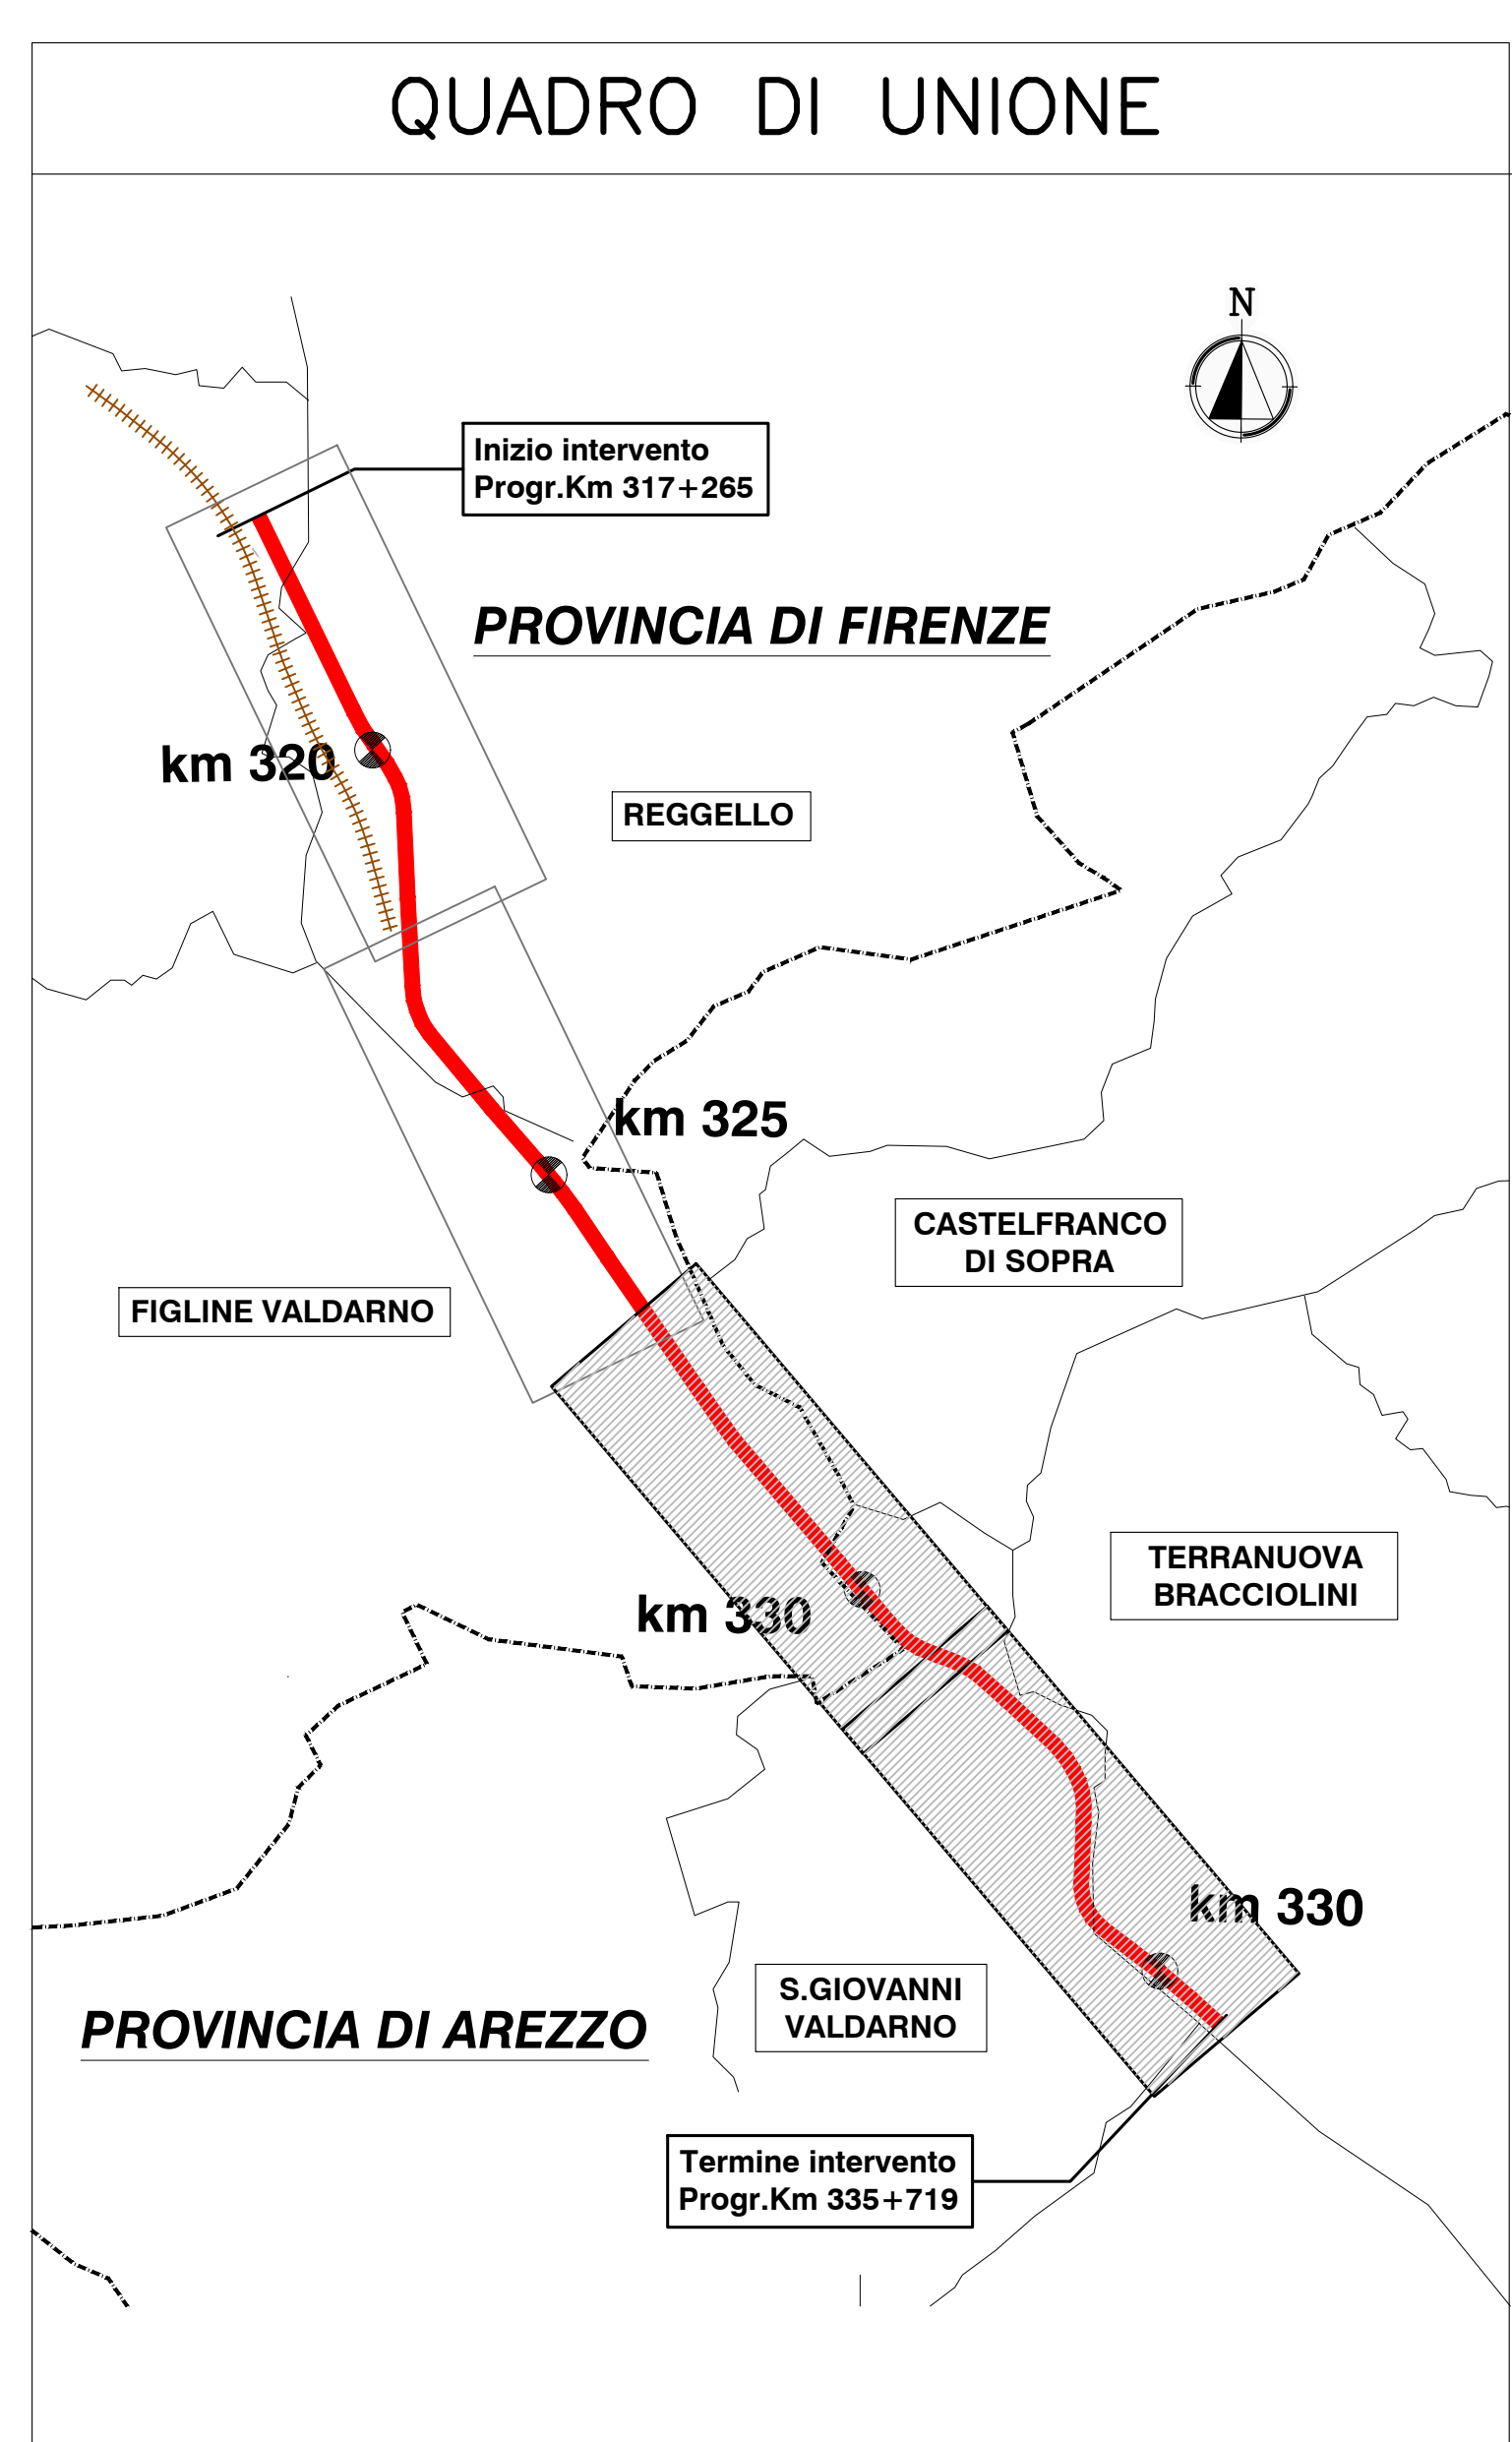 QUADRO DI UNIONE
N
Inizio intervento
Progr.Km 317+265
PROVINCIA DI FIRENZE
km 320
REGGELLO
km 325
CASTELFRANCO
DI SOPRA
FIGLINE VALDARNO
TERRANUOVA
BRACCIOLINI
km 330
km 330
S.GIOVANNI
VALDARNO
PROVINCIA DI AREZZO
Termine intervento
Progr.Km 335+719